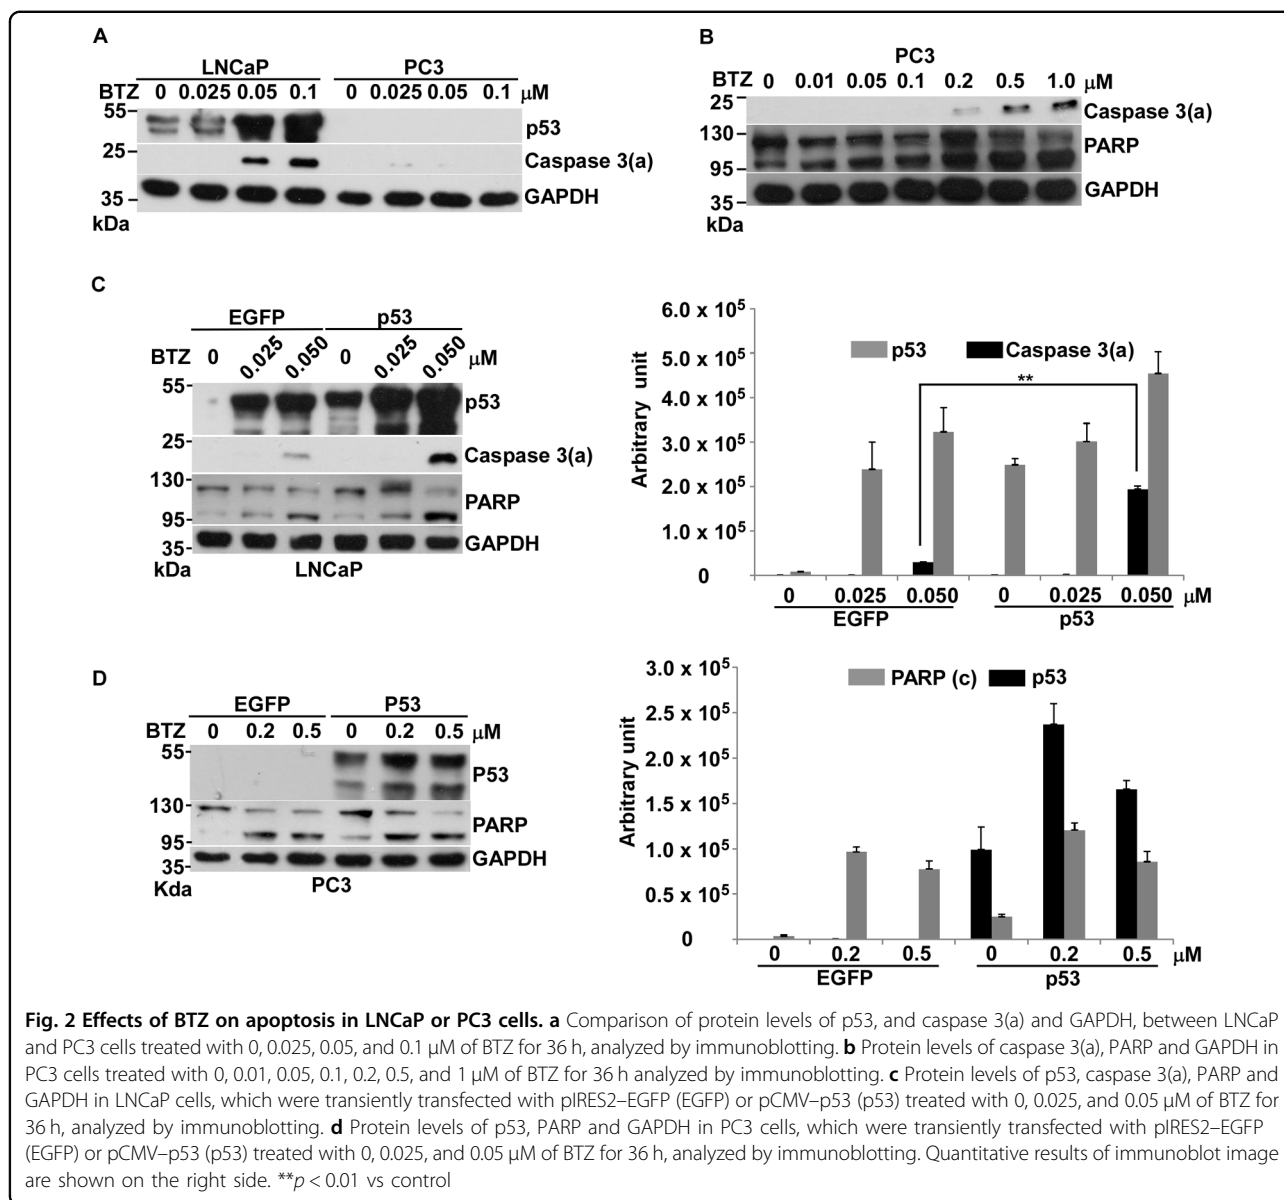 A
LNCaP PC3
BTZ 0 0.025 0.05 0.1 0 0.025 0.05 0.1 μM
55
p53
25
Caspase 3(a)
35
GAPDH
kDa
B
PC3
BTZ 0 0.01 0.05 0.1 0.2 0.5 1.0 μM
25
Caspase 3(a)
130
PARP
95
GAPDH
35
kDa
C
EGFP p53
BTZ 0 0.025 0.050 0 0.025 0.050 μM
55
p53
25
Caspase 3(a)
130
PARP
95
GAPDH
35
kDa
LNCaP
6.0 x 10⁵
5.0 x 10⁵
4.0 x 10⁵
3.0 x 10⁵
2.0 x 10⁵
1.0 x 10⁵
0
Arbitrary unit
p53 Caspase 3(a)
**
0 0.025 0.050 0 0.025 0.050 μM
EGFP p53
D
EGFP P53
BTZ 0 0.2 0.5 0 0.2 0.5 μM
55
P53
130
PARP
95
GAPDH
35
Kda
PC3
3.0 x 10⁵
2.5 x 10⁵
2.0 x 10⁵
1.5 x 10⁵
1.0 x 10⁵
0.5 x 10⁵
0
Arbitrary unit
PARP (c) p53
0 0.2 0.5 0 0.2 0.5 μM
EGFP p53
Fig. 2 Effects of BTZ on apoptosis in LNCaP or PC3 cells. a Comparison of protein levels of p53, and caspase 3(a) and GAPDH, between LNCaP
and PC3 cells treated with 0, 0.025, 0.05, and 0.1 μM of BTZ for 36 h, analyzed by immunoblotting. b Protein levels of caspase 3(a), PARP and GAPDH in
PC3 cells treated with 0, 0.01, 0.05, 0.1, 0.2, 0.5, and 1 μM of BTZ for 36 h analyzed by immunoblotting. c Protein levels of p53, caspase 3(a), PARP and
GAPDH in LNCaP cells, which were transiently transfected with pIRES2–EGFP (EGFP) or pCMV–p53 (p53) treated with 0, 0.025, and 0.05 μM of BTZ for
36 h, analyzed by immunoblotting. d Protein levels of p53, PARP and GAPDH in PC3 cells, which were transiently transfected with pIRES2–EGFP
(EGFP) or pCMV–p53 (p53) treated with 0, 0.025, and 0.05 μM of BTZ for 36 h, analyzed by immunoblotting. Quantitative results of immunoblot image
are shown on the right side. **p < 0.01 vs control